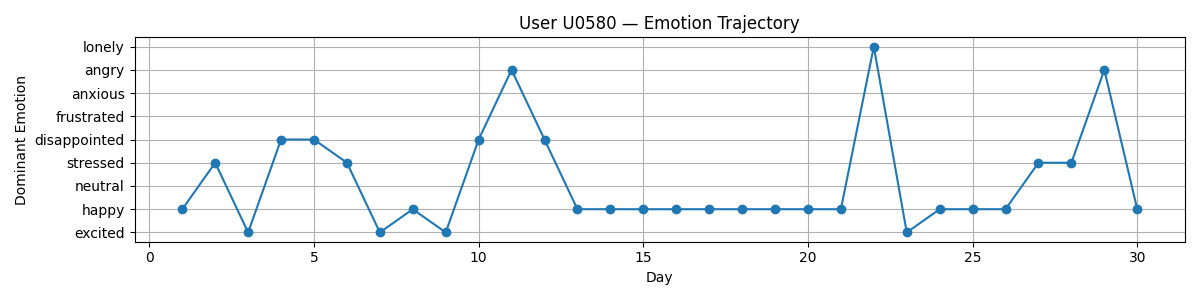 User U0580 — Emotion Trajectory
Dominant Emotion
lonely
angry
anxious
frustrated
disappointed
stressed
neutral
happy
excited
0 5 10 15 20 25 30
Day